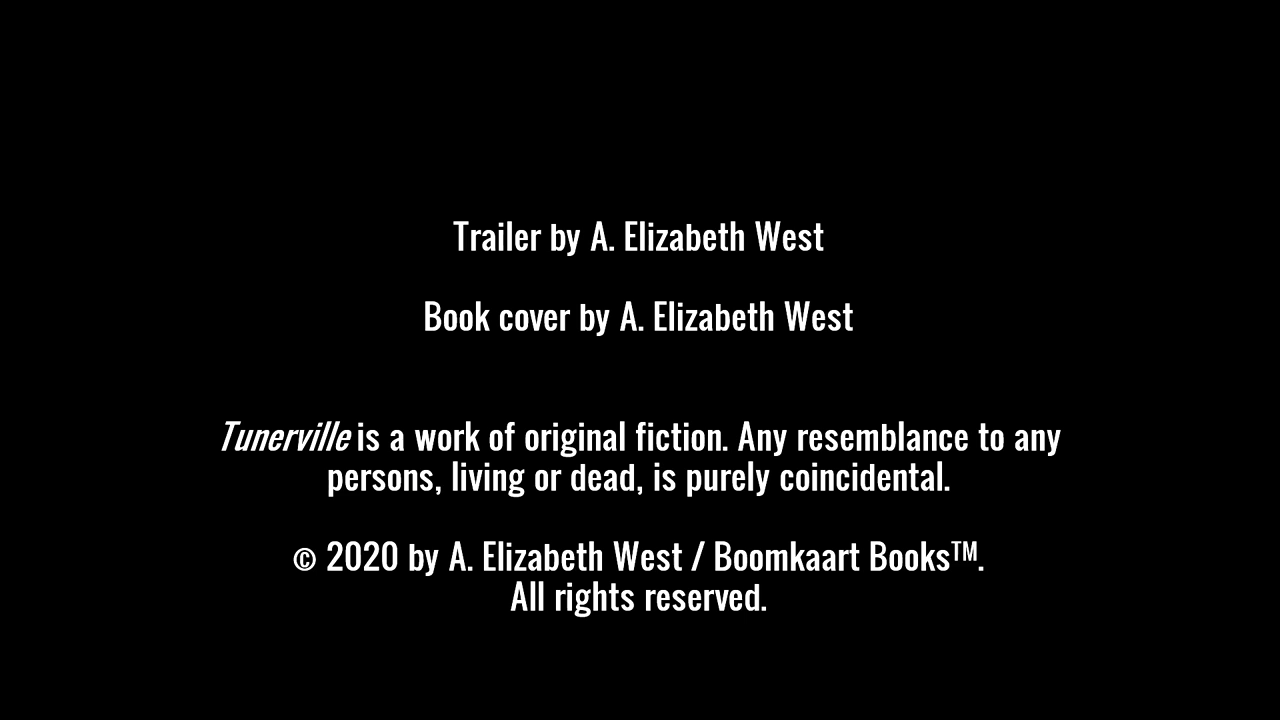 Trailer by A. Elizabeth West
Book cover by A. Elizabeth West
Tunerville is a work of original fiction. Any resemblance to any
persons, living or dead, is purely coincidental.
© 2020 by A. Elizabeth West / Boomkaart Books™.
All rights reserved.